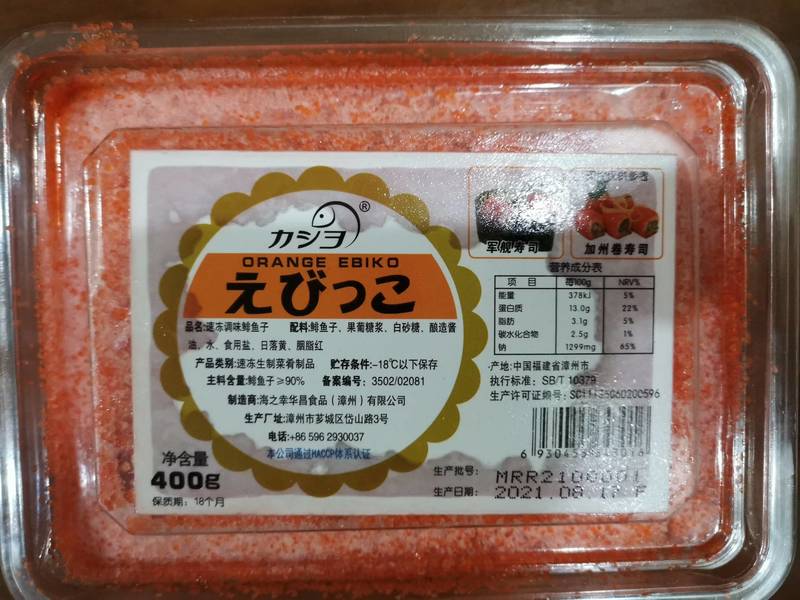 カシヨ®
ORANGE EBIKO
えびっこ
品名:速冻调味鲱鱼子 配料:鲱鱼子、果葡糖浆、白砂糖、酿造酱
油、水、食用盐、日落黄、胭脂红
产品类别:速冻生制菜肴制品 贮存条件:-18℃以下保存
主料含量:鲱鱼子≥90% 备案编号:3502/02081
制造商:海之幸华昌食品（漳州）有限公司
生产厂址:漳州市芗城区岱山路3号
电话:+86 596 2930037
本公司通过HACCP体系认证
净含量
400g
保质期:18个月
军舰寿司
加州卷寿司
营养成分表
项 目 每100g NRV%
能量 378kJ 5%
蛋白质 13.0g 22%
脂肪 3.1g 5%
碳水化合物 2.5g 1%
钠 1299mg 65%
·产地:中国福建省漳州市
执行标准: SB/T 10379
生产许可证编号:
生产批号:
生产日期: 2021.08.17